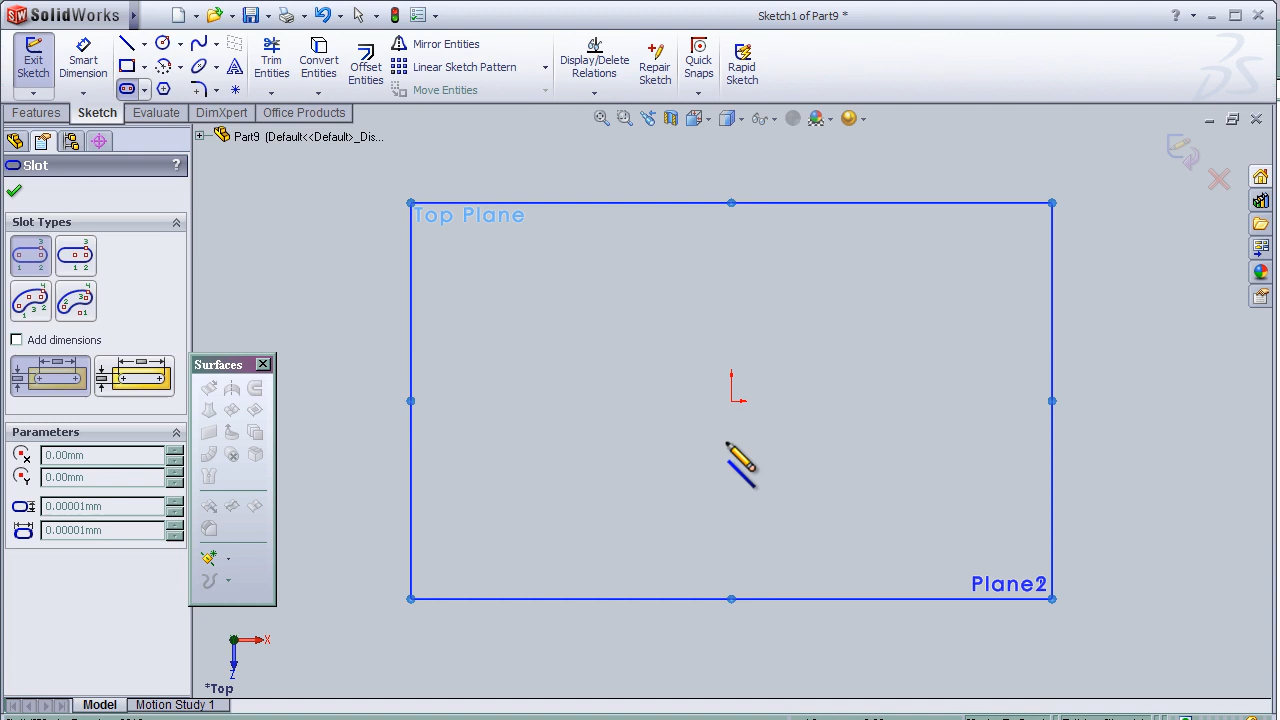 SolidWorks
Sketch1 of Part9 *
Exit Sketch
Smart Dimension
Trim Entities
Convert Entities
Offset Entities
Mirror Entities
Linear Sketch Pattern
Move Entities
Display/Delete Relations
Repair Sketch
Quick Snaps
Rapid Sketch
Features
Sketch
Evaluate
DimXpert
Office Products
Part9 (Default<<Default>_Dis...
Slot
?
Slot Types
Add dimensions
Parameters
0.00mm
0.00mm
0.00001mm
0.00001mm
Surfaces
Top Plane
Plane2
X
Z
*Top
Model
Motion Study 1